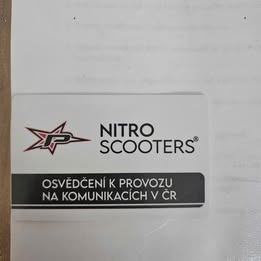 NITRO
SCOOTERS®
OSVĚDČENÍ K PROVOZU
NA KOMUNIKACÍCH V ČR